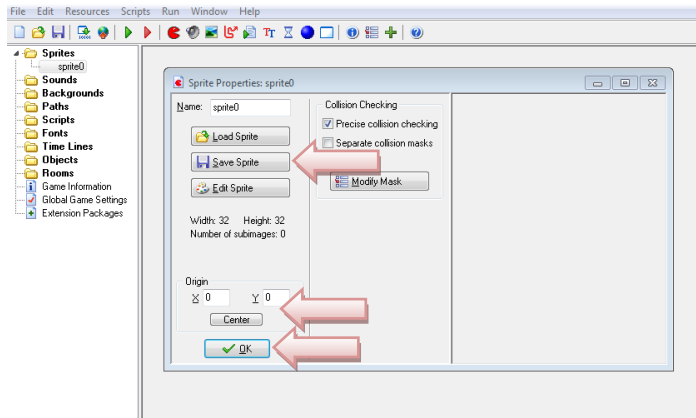 File Edit Resources Scripts Run Window Help
Sprites
sprite0
Sounds
Backgrounds
Paths
Scripts
Fonts
Time Lines
Objects
Rooms
Game Information
Global Game Settings
Extension Packages
Sprite Properties: sprite0
Name: sprite0
Load Sprite
Save Sprite
Edit Sprite
Width: 32 Height: 32
Number of subimages: 0
Origin
X 0 Y 0
Center
OK
Collision Checking
Precise collision checking
Separate collision masks
Modify Mask